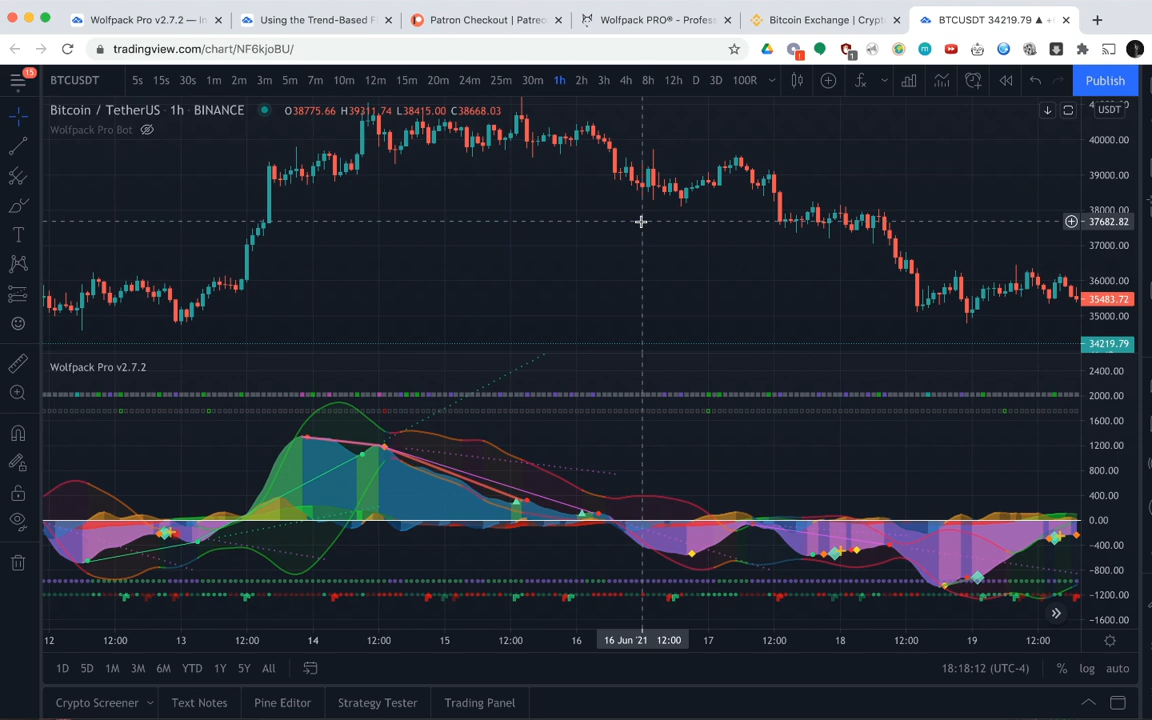 Wolfpack Pro v2.7.2 — In
Using the Trend-Based F
Patron Checkout | Patreo
Wolfpack PRO® - Profess
Bitcoin Exchange | Crypt
BTCUSDT 34219.79 ▲
tradingview.com/chart/NF6kjoBU/
15
BTCUSDT 5s 15s 30s 1m 2m 3m 5m 7m 10m 12m 15m 20m 24m 25m 30m 1h 2h 3h 4h 8h 12h D 3D 100R
Publish
Bitcoin / TetherUS · 1h · BINANCE O38775.66 H39311.74 L38415.00 C38668.03
Wolfpack Pro Bot
USDT
40000.00
39000.00
38000.00
37682.82
37000.00
36000.00
35483.72
35000.00
34219.79
Wolfpack Pro v2.7.2
2400.00
2000.00
1600.00
1200.00
800.00
400.00
0.00
-400.00
-800.00
-1200.00
-1600.00
12 12:00 13 12:00 14 12:00 15 12:00 16 16 Jun '21 12:00 17 12:00 18 12:00 19 12:00
1D 5D 1M 3M 6M YTD 1Y 5Y All
18:18:12 (UTC-4) % log auto
Crypto Screener Text Notes Pine Editor Strategy Tester Trading Panel